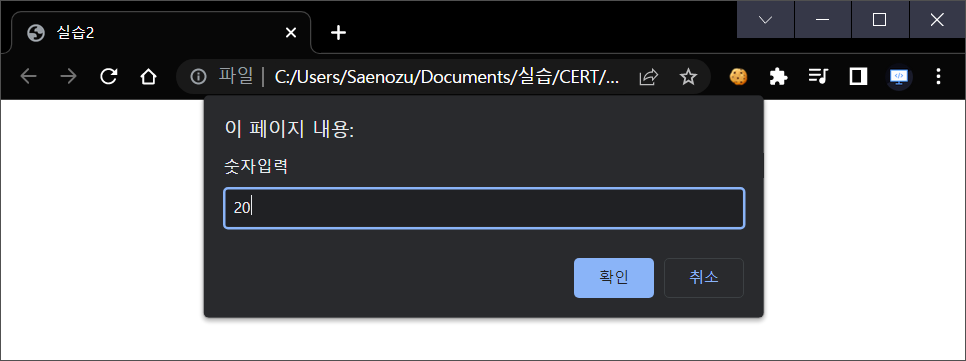 실습2
파일 | C:/Users/Saenozu/Documents/실습/CERT/...
이 페이지 내용:
숫자입력
20
확인 취소